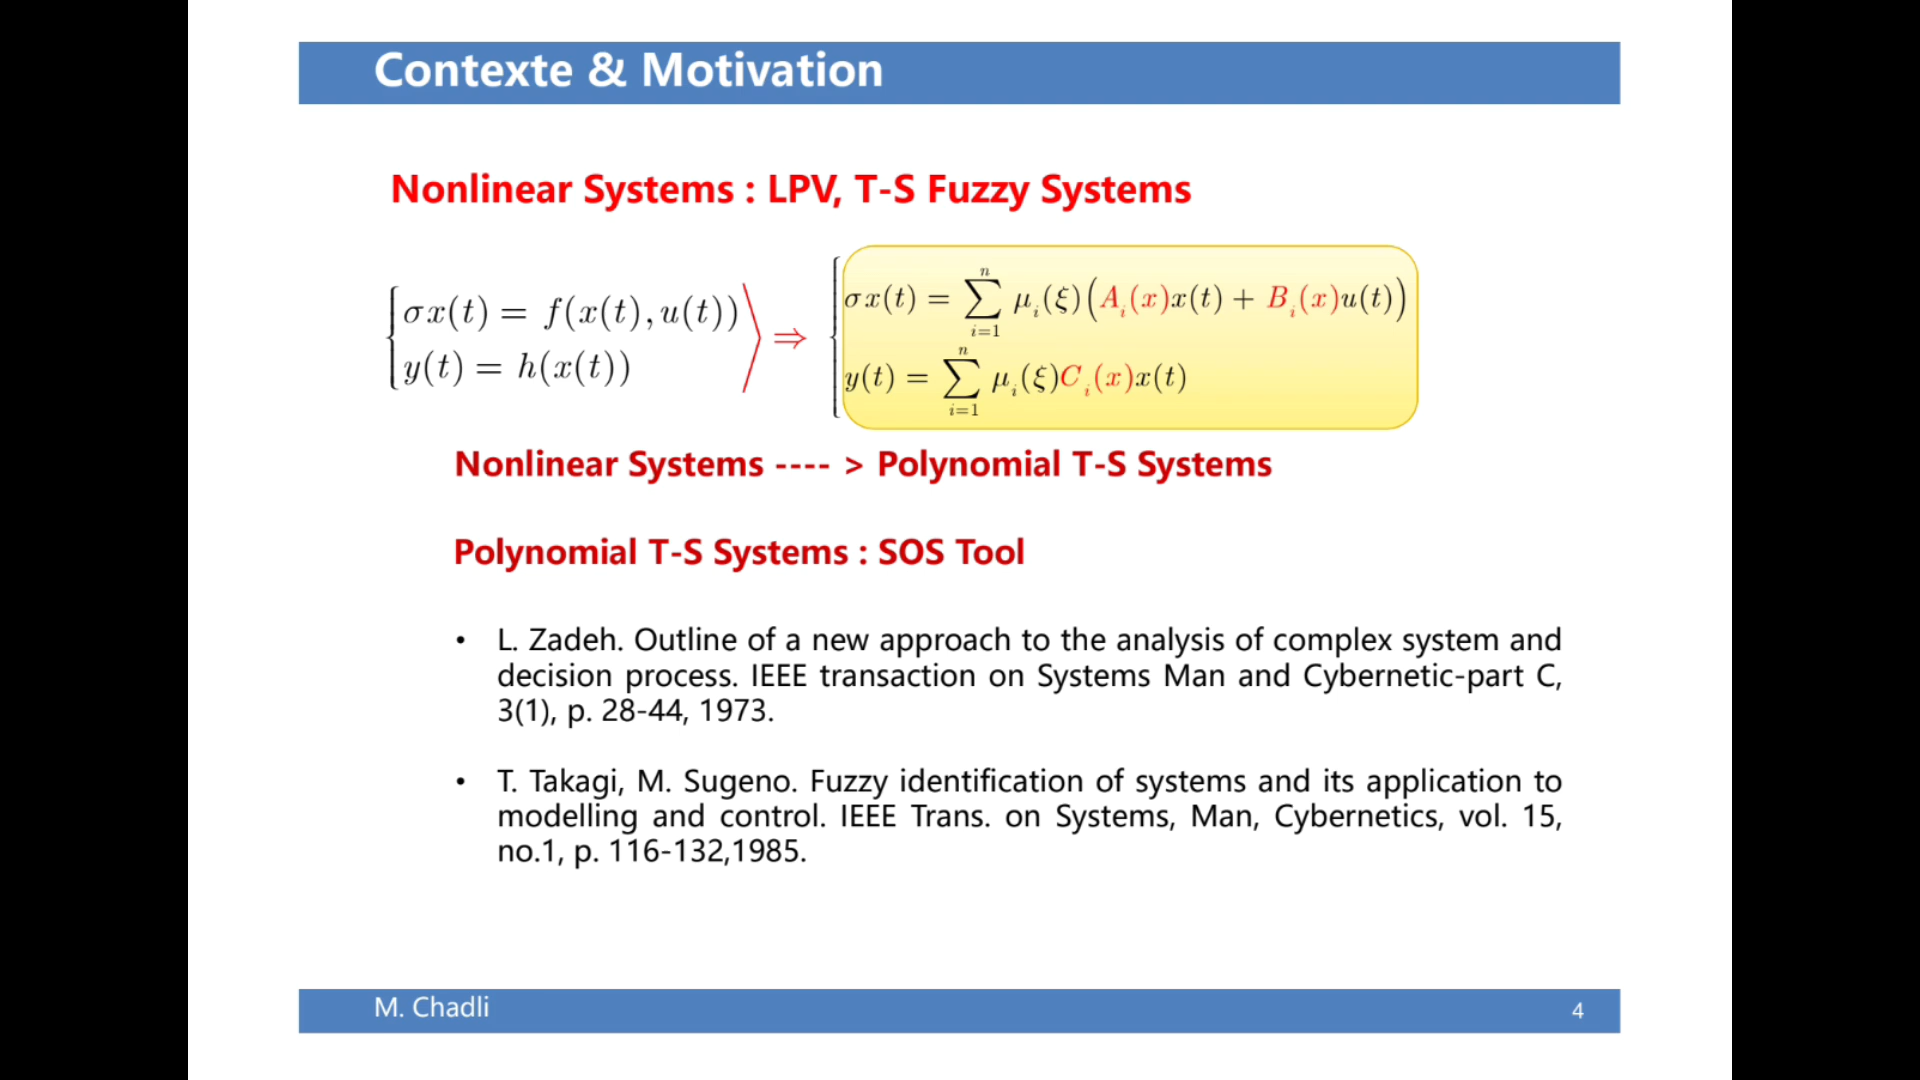 Contexte & Motivation
Nonlinear Systems : LPV, T-S Fuzzy Systems
σx(t) = f(x(t), u(t))
y(t) = h(x(t))
⇒
σx(t) = ∑_{i=1}^{n} μ_i(ξ)(A_i(x)x(t) + B_i(x)u(t))
y(t) = ∑_{i=1}^{n} μ_i(ξ)C_i(x)x(t)
Nonlinear Systems ---- > Polynomial T-S Systems
Polynomial T-S Systems : SOS Tool
• L. Zadeh. Outline of a new approach to the analysis of complex system and
decision process. IEEE transaction on Systems Man and Cybernetic-part C,
3(1), p. 28-44, 1973.
• T. Takagi, M. Sugeno. Fuzzy identification of systems and its application to
modelling and control. IEEE Trans. on Systems, Man, Cybernetics, vol. 15,
no.1, p. 116-132,1985.
M. Chadli
4